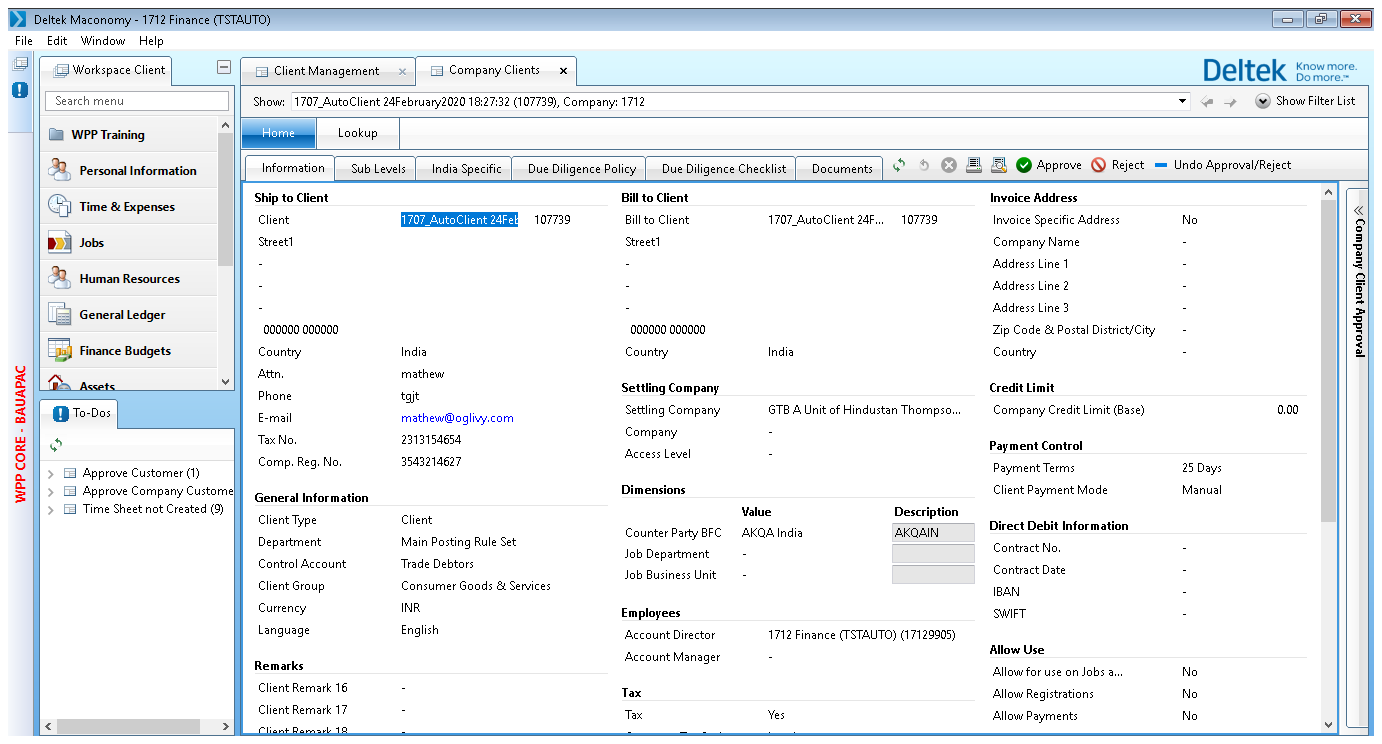 Deltek Maconomy - 1712 Finance (TSTAUTO)
File Edit Window Help
WPP CORE - BAUAPAC
Workspace Client
Search menu
WPP Training
Personal Information
Time & Expenses
Jobs
Human Resources
General Ledger
Finance Budgets
Assets
To-Dos
Approve Customer (1)
Approve Company Custome
Time Sheet not Created (9)
Client Management Company Clients
Deltek Know more. Do more.™
Show: 1707_AutoClient 24February2020 18:27:32 (107739), Company: 1712 Show Filter List
Home Lookup
Information Sub Levels India Specific Due Diligence Policy Due Diligence Checklist Documents Approve Reject Undo Approval/Reject
Ship to Client
Client 1707_AutoClient 24Feb 107739
Street1
-
-
-
000000 000000
Country India
Attn. mathew
Phone tgjt
E-mail mathew@oglivy.com
Tax No. 2313154654
Comp. Reg. No. 3543214627
General Information
Client Type Client
Department Main Posting Rule Set
Control Account Trade Debtors
Client Group Consumer Goods & Services
Currency INR
Language English
Remarks
Client Remark 16 -
Client Remark 17 -
Client Remark 18 -
Bill to Client
Bill to Client 1707_AutoClient 24F... 107739
Street1
-
-
-
000000 000000
Country India
Settling Company
Settling Company GTB A Unit of Hindustan Thompso...
Company -
Access Level -
Dimensions
Value Description
Counter Party BFC AKQA India AKQAIN
Job Department -
Job Business Unit -
Employees
Account Director 1712 Finance (TSTAUTO) (17129905)
Account Manager -
Tax
Tax Yes
Invoice Address
Invoice Specific Address No
Company Name -
Address Line 1 -
Address Line 2 -
Address Line 3 -
Zip Code & Postal District/City -
Country -
Credit Limit
Company Credit Limit (Base) 0.00
Payment Control
Payment Terms 25 Days
Client Payment Mode Manual
Direct Debit Information
Contract No. -
Contract Date -
IBAN -
SWIFT -
Allow Use
Allow for use on Jobs a... No
Allow Registrations No
Allow Payments No
Company Client Approval